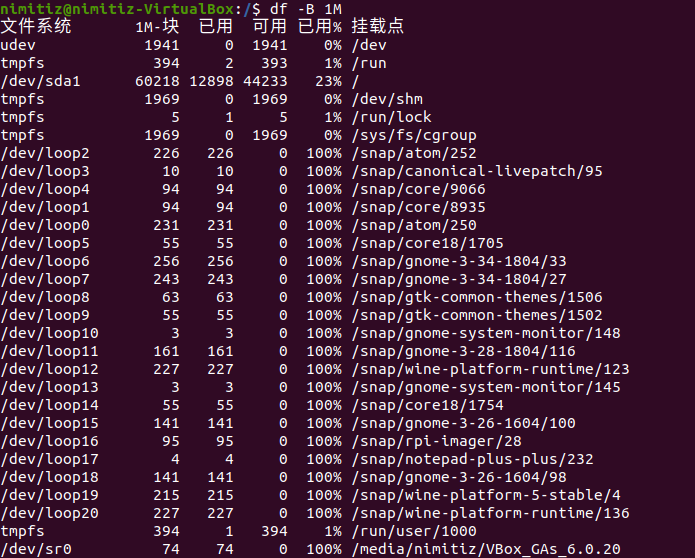 nimitiz@nimitiz-VirtualBox:/$ df -B 1M
文件系统 1M-块 已用 可用 已用% 挂载点
udev 1941 0 1941 0% /dev
tmpfs 394 2 393 1% /run
/dev/sda1 60218 12898 44233 23% /
tmpfs 1969 0 1969 0% /dev/shm
tmpfs 5 1 5 1% /run/lock
tmpfs 1969 0 1969 0% /sys/fs/cgroup
/dev/loop2 226 226 0 100% /snap/atom/252
/dev/loop3 10 10 0 100% /snap/canonical-livepatch/95
/dev/loop4 94 94 0 100% /snap/core/9066
/dev/loop1 94 94 0 100% /snap/core/8935
/dev/loop0 231 231 0 100% /snap/atom/250
/dev/loop5 55 55 0 100% /snap/core18/1705
/dev/loop6 256 256 0 100% /snap/gnome-3-34-1804/33
/dev/loop7 243 243 0 100% /snap/gnome-3-34-1804/27
/dev/loop8 63 63 0 100% /snap/gtk-common-themes/1506
/dev/loop9 55 55 0 100% /snap/gtk-common-themes/1502
/dev/loop10 3 3 0 100% /snap/gnome-system-monitor/148
/dev/loop11 161 161 0 100% /snap/gnome-3-28-1804/116
/dev/loop12 227 227 0 100% /snap/wine-platform-runtime/123
/dev/loop13 3 3 0 100% /snap/gnome-system-monitor/145
/dev/loop14 55 55 0 100% /snap/core18/1754
/dev/loop15 141 141 0 100% /snap/gnome-3-26-1604/100
/dev/loop16 95 95 0 100% /snap/rpi-imager/28
/dev/loop17 4 4 0 100% /snap/notepad-plus-plus/232
/dev/loop18 141 141 0 100% /snap/gnome-3-26-1604/98
/dev/loop19 215 215 0 100% /snap/wine-platform-5-stable/4
/dev/loop20 227 227 0 100% /snap/wine-platform-runtime/136
tmpfs 394 1 394 1% /run/user/1000
/dev/sr0 74 74 0 100% /media/nimitiz/VBox_GAs_6.0.20